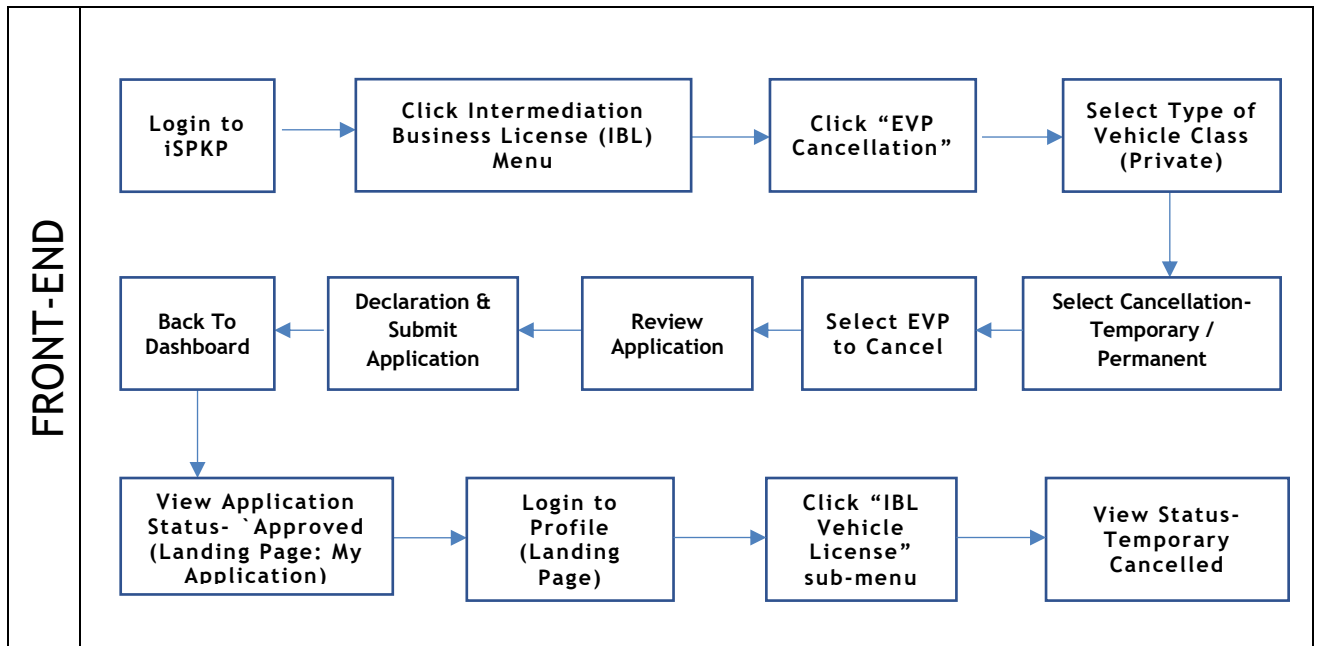 FRONT-END
Login to
iSPKP
Click Intermediation
Business License (IBL)
Menu
Click “EVP
Cancellation”
Select Type of
Vehicle Class
(Private)
Select Cancellation-
Temporary /
Permanent
Select EVP
to Cancel
Review
Application
Declaration &
Submit
Application
Back To
Dashboard
View Application
Status- `Approved
(Landing Page: My
Application)
Login to
Profile
(Landing
Page)
Click “IBL
Vehicle
License”
sub-menu
View Status-
Temporary
Cancelled